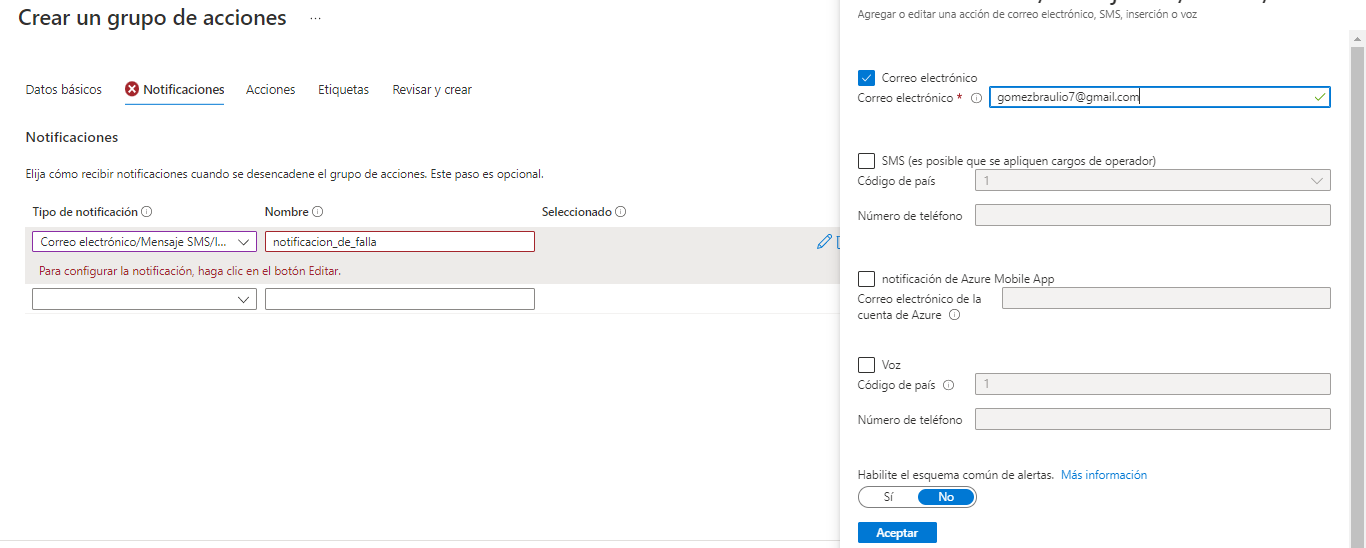 Crear un grupo de acciones ...
Datos básicos Notificaciones Acciones Etiquetas Revisar y crear
Notificaciones
Elija cómo recibir notificaciones cuando se desencadene el grupo de acciones. Este paso es opcional.
Tipo de notificación Nombre Seleccionado
Correo electrónico/Mensaje SMS/I... notificacion_de_falla
Para configurar la notificación, haga clic en el botón Editar.
Agregar o editar una acción de correo electrónico, SMS, inserción o voz
Correo electrónico
Correo electrónico * gomezbraulio7@gmail.com
SMS (es posible que se apliquen cargos de operador)
Código de país 1
Número de teléfono
notificación de Azure Mobile App
Correo electrónico de la
cuenta de Azure
Voz
Código de país 1
Número de teléfono
Habilite el esquema común de alertas. Más información
Sí No
Aceptar